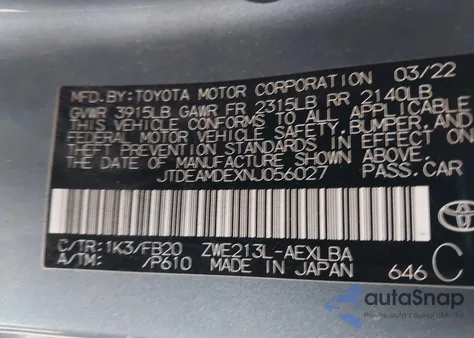 MFD.BY:TOYOTA MOTOR CORPORATION 03/22
GVWR 3915LB GAWR FR 2315LB RR 2140LB
THIS VEHICLE CONFORMS TO ALL APPLICABLE
FEDERAL MOTOR VEHICLE SAFETY, BUMPER, AND
THEFT PREVENTION STANDARDS IN EFFECT ON
THE DATE OF MANUFACTURE SHOWN ABOVE.
JTDEAMDEXNJ056027 PASS.CAR
C/TR:1K3/FB20 ZWE213L-AEXLBA
A/TM: /P610 MADE IN JAPAN 646 C
autoSnap